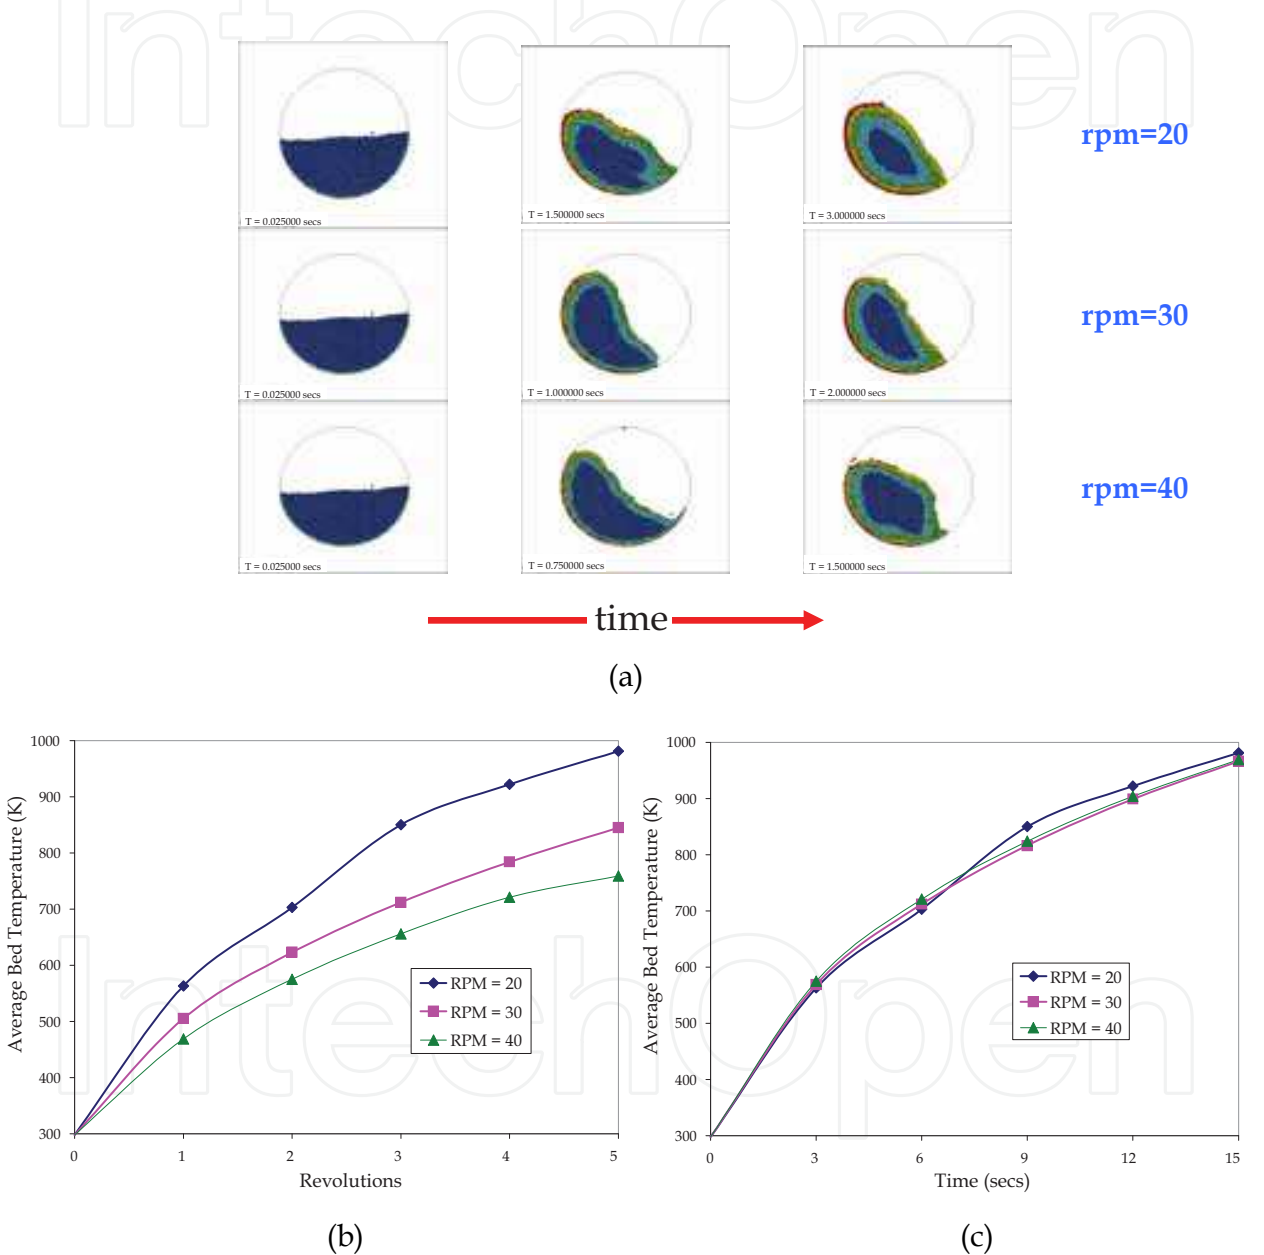 IntechOpen
rpm=20
T = 0.025000 secs
T = 1.500000 secs
T = 3.000000 secs
rpm=30
T = 0.025000 secs
T = 1.000000 secs
T = 2.000000 secs
rpm=40
T = 0.025000 secs
T = 0.750000 secs
T = 1.500000 secs
time
(a)
1000
900
800
700
600
500
400
300
Average Bed Temperature (K)
RPM = 20
RPM = 30
RPM = 40
0 1 2 3 4 5
Revolutions
(b)
1000
900
800
700
600
500
400
300
Average Bed Temperature (K)
RPM = 20
RPM = 30
RPM = 40
0 3 6 9 12 15
Time (secs)
(c)
IntechOpen